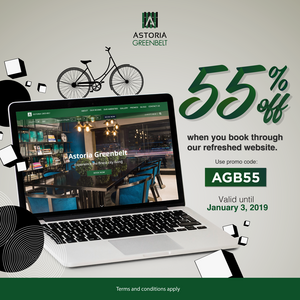 ASTORIA
GREENBELT
55% off
when you book through
our refreshed website.
Use promo code:
AGB55
Valid until
January 3, 2019
Astoria Greenbelt
Terms and conditions apply